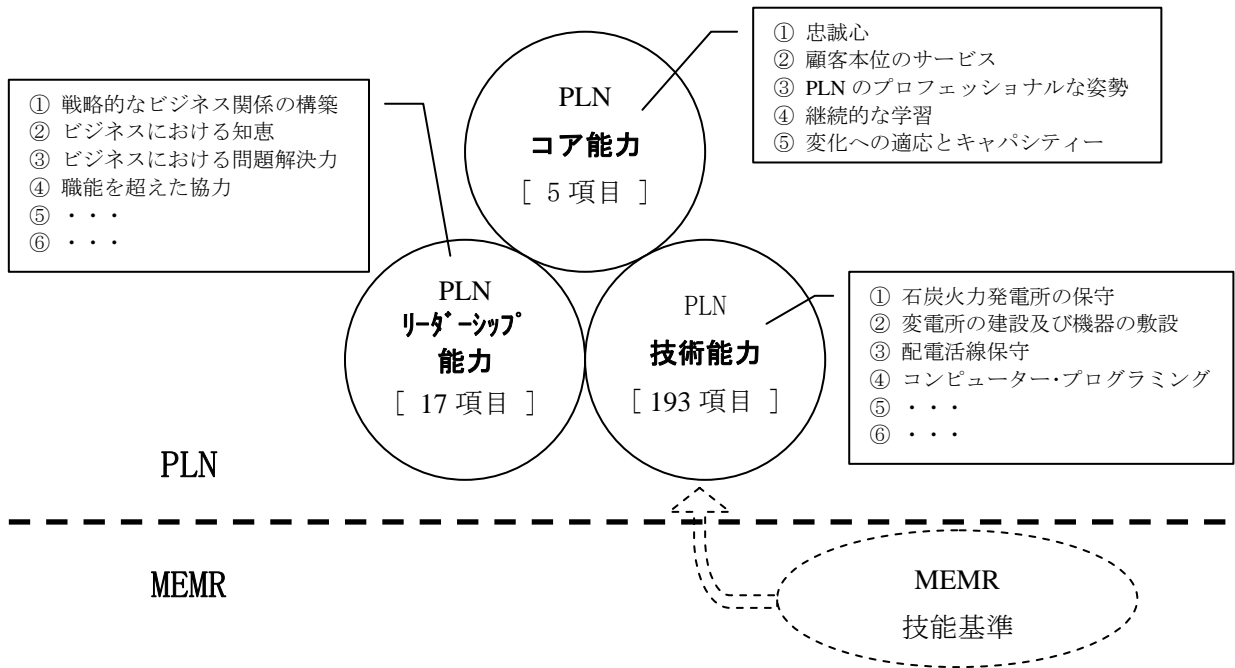 ① 忠誠心
② 顧客本位のサービス
③ PLN のプロフェッショナルな姿勢
④ 継続的な学習
⑤ 変化への適応とキャパシティー
① 戦略的なビジネス関係の構築
② ビジネスにおける知恵
③ ビジネスにおける問題解決力
④ 職能を超えた協力
⑤ ・・・
⑥ ・・・
PLN
コア能力
[ 5 項目 ]
PLN
ﾘｰﾀﾞｰｼｯﾌﾟ
能力
[ 17 項目 ]
PLN
技術能力
[ 193 項目 ]
① 石炭火力発電所の保守
② 変電所の建設及び機器の敷設
③ 配電活線保守
④ コンピューター･プログラミング
⑤ ・・・
⑥ ・・・
PLN
MEMR
MEMR
技能基準